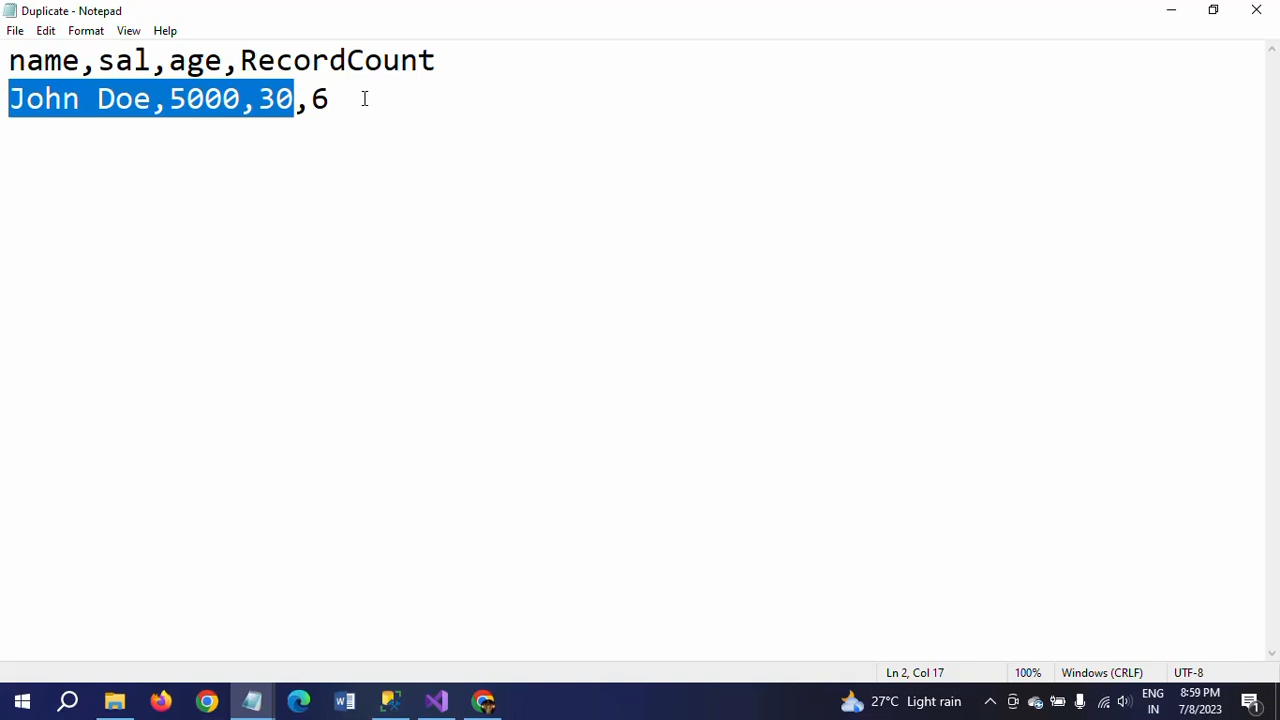 Duplicate - Notepad
File Edit Format View Help
name,sal,age,RecordCount
John Doe,5000,30,6
Ln 2, Col 17 100% Windows (CRLF) UTF-8
27°C Light rain ENG 8:59 PM
IN 7/8/2023 1